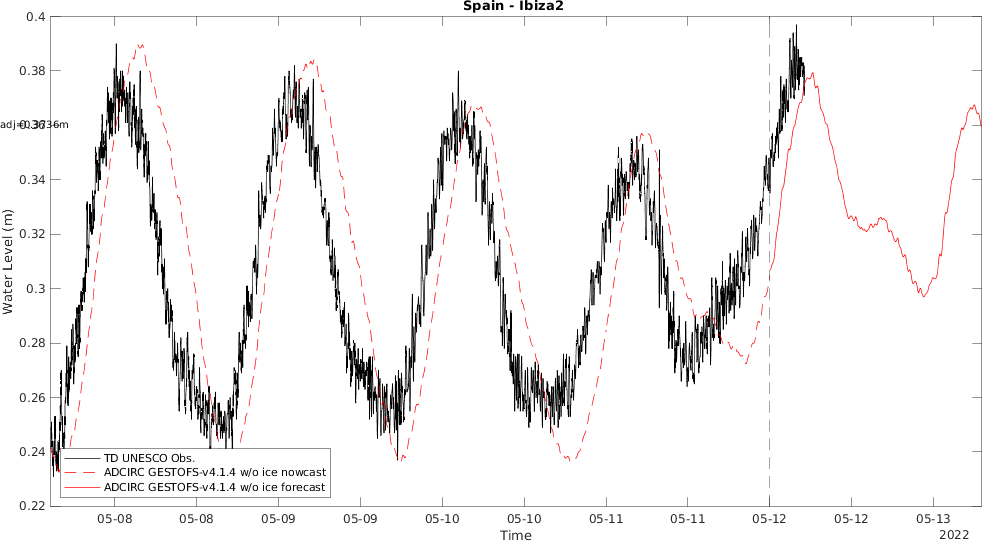 Spain - Ibiza2
0.4
0.38
0.36
0.34
0.32
0.3
0.28
0.26
0.24
0.22
Water Level (m)
TD UNESCO Obs.
ADCIRC GESTOFS-v4.1.4 w/o ice nowcast
ADCIRC GESTOFS-v4.1.4 w/o ice forecast
05-08 05-08 05-09 05-09 05-10 05-10 05-11 05-11 05-12 05-12 05-13
Time
2022